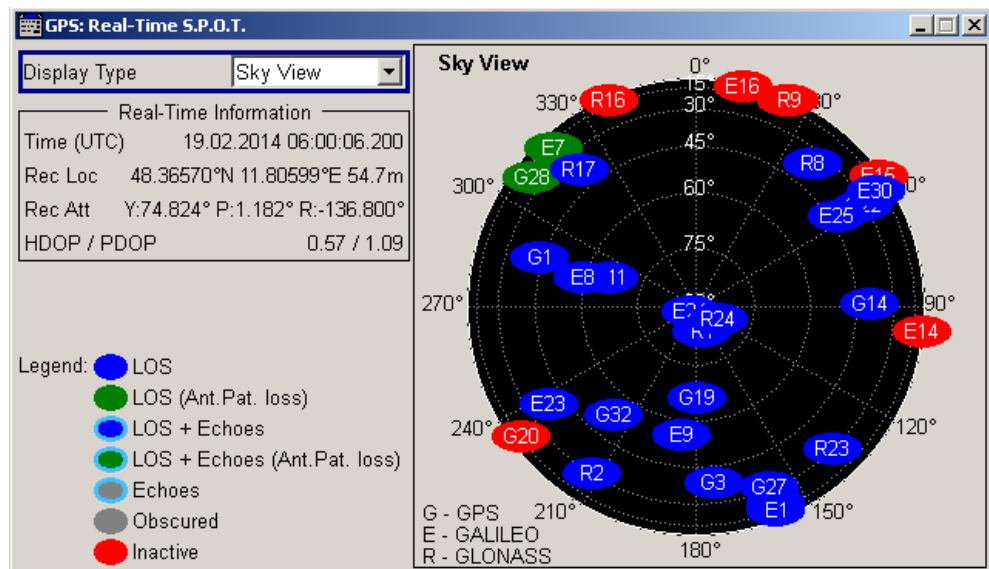 GPS: Real-Time S.P.O.T.
Display Type Sky View
Real-Time Information
Time (UTC) 19.02.2014 06:00:06.200
Rec Loc 48.36570°N 11.80599°E 54.7m
Rec Att Y:74.824° P:1.182° R:-136.800°
HDOP / PDOP 0.57 / 1.09
Legend: LOS
LOS (Ant.Pat. loss)
LOS + Echoes
LOS + Echoes (Ant.Pat. loss)
Echoes
Obscured
Inactive
Sky View
0°
15°
E16
330° R16 30° R9
45°
E7
R17 R8
300° G28 E15
60° E30
E25
75°
G1
E8 11
270° G14 90°
R24
E14
G19
E23 G32
240° G20 E9 120°
R23
R2 G3 G27
210° E1 150°
180°
G - GPS
E - GALILEO
R - GLONASS